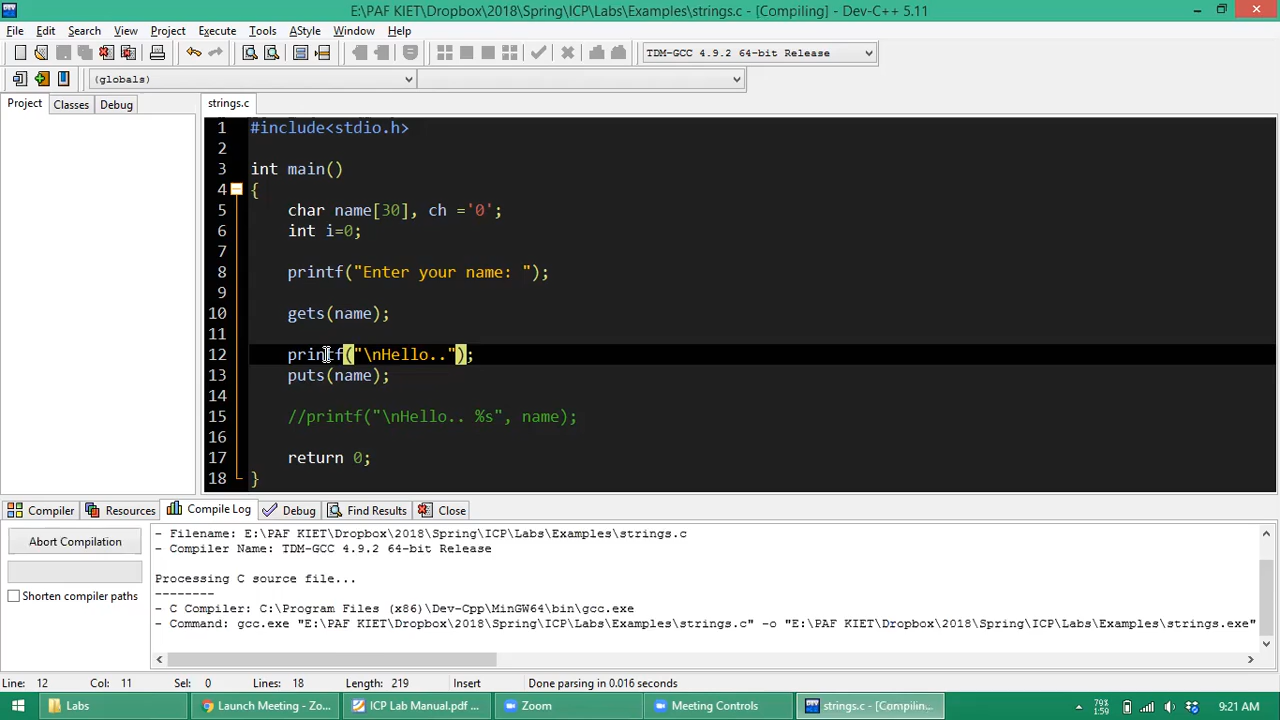 E:\PAF KIET\Dropbox\2018\Spring\ICP\Labs\Examples\strings.c - [Compiling] - Dev-C++ 5.11
File Edit Search View Project Execute Tools AStyle Window Help
TDM-GCC 4.9.2 64-bit Release
(globals)
Project Classes Debug strings.c
1 #include<stdio.h>
2
3 int main()
4 {
5 char name[30], ch ='0';
6 int i=0;
7
8 printf("Enter your name: ");
9
10 gets(name);
11
12 printf("\nHello..");
13 puts(name);
14
15 //printf("\nHello.. %s", name);
16
17 return 0;
18 }
Compiler Resources Compile Log Debug Find Results Close
Abort Compilation
Shorten compiler paths
- Filename: E:\PAF KIET\Dropbox\2018\Spring\ICP\Labs\Examples\strings.c
- Compiler Name: TDM-GCC 4.9.2 64-bit Release
Processing C source file...
--------
- C Compiler: C:\Program Files (x86)\Dev-Cpp\MinGW64\bin\gcc.exe
- Command: gcc.exe "E:\PAF KIET\Dropbox\2018\Spring\ICP\Labs\Examples\strings.c" -o "E:\PAF KIET\Dropbox\2018\Spring\ICP\Labs\Examples\strings.exe"
Line: 12 Col: 11 Sel: 0 Lines: 18 Length: 219 Insert Done parsing in 0.016 seconds
Labs Launch Meeting - Zo... ICP Lab Manual.pdf ... Zoom Meeting Controls strings.c - [Compilin... 79% 1:59 9:21 AM